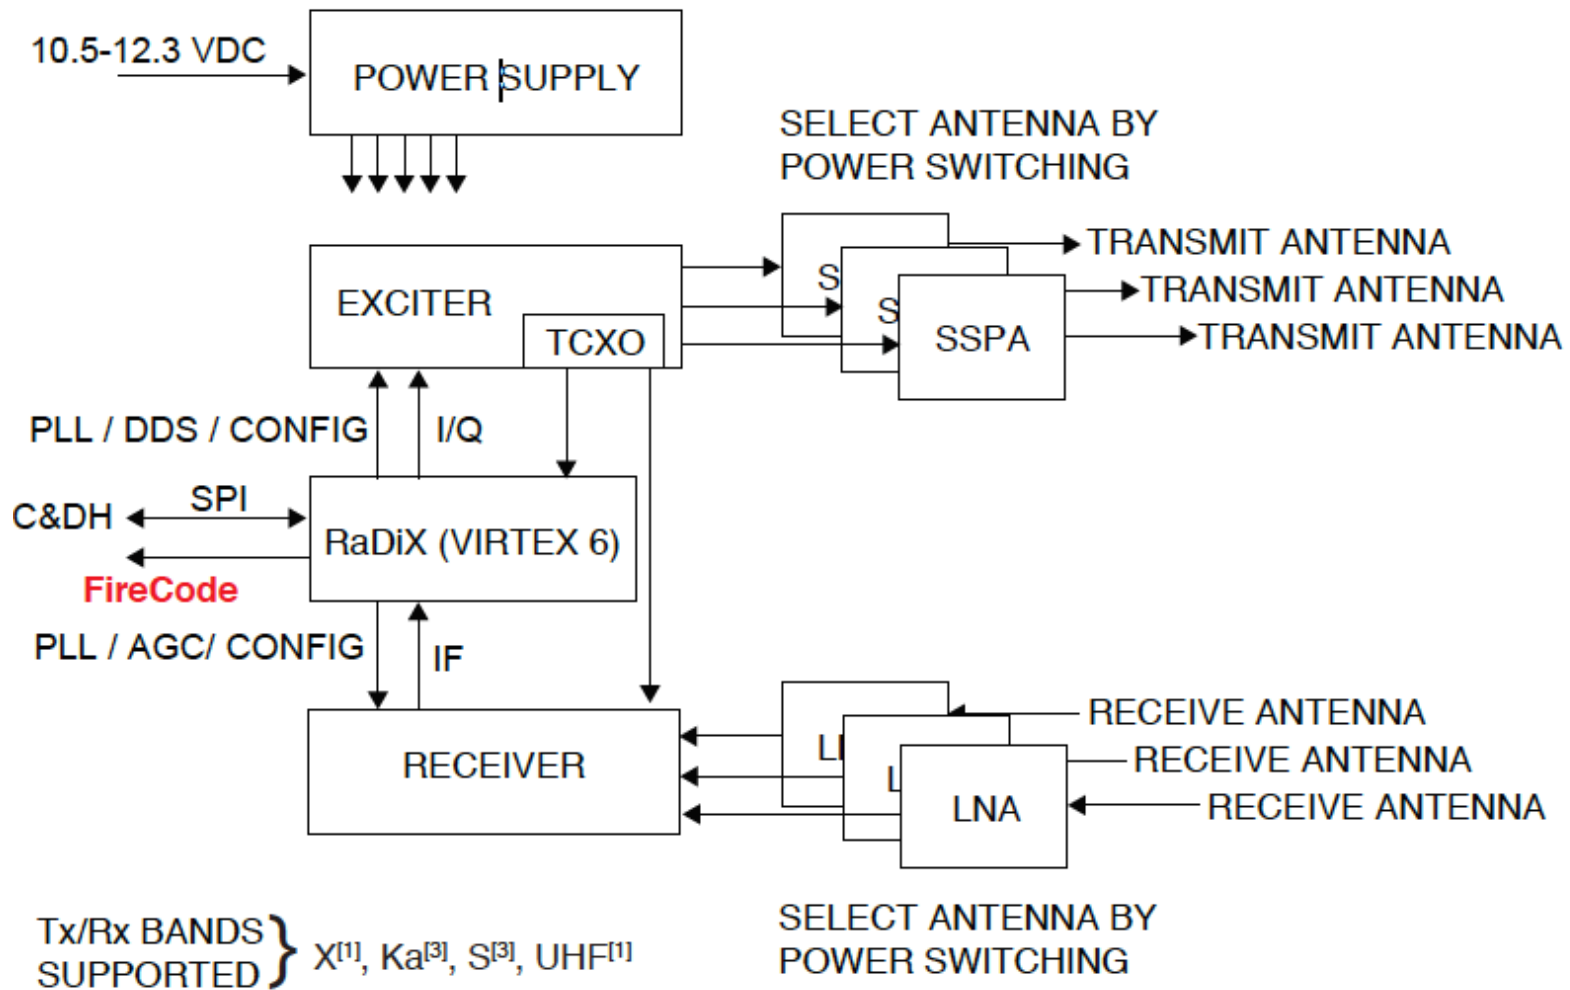 10.5-12.3 VDC
POWER SUPPLY
SELECT ANTENNA BY
POWER SWITCHING
EXCITER
TCXO
S
S
SSPA
TRANSMIT ANTENNA
TRANSMIT ANTENNA
TRANSMIT ANTENNA
PLL / DDS / CONFIG
I/Q
C&DH
SPI
RaDiX (VIRTEX 6)
FireCode
PLL / AGC/ CONFIG
IF
RECEIVER
L
L
LNA
RECEIVE ANTENNA
RECEIVE ANTENNA
RECEIVE ANTENNA
Tx/Rx BANDS
SUPPORTED
X[1], Ka[3], S[3], UHF[1]
SELECT ANTENNA BY
POWER SWITCHING